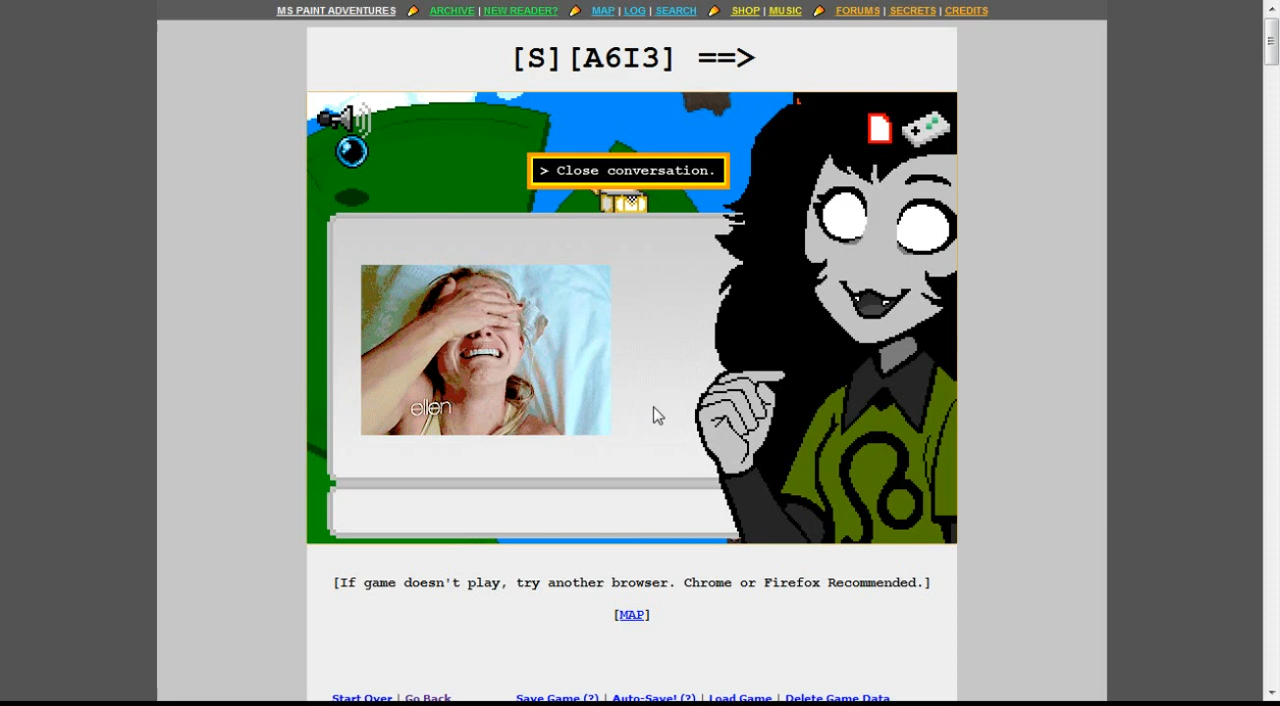 MS PAINT ADVENTURES ARCHIVE | NEW READER? MAP | LOG | SEARCH SHOP | MUSIC FORUMS | SECRETS | CREDITS
[S][A6I3] ==>
> Close conversation.
ellen
[If game doesn't play, try another browser. Chrome or Firefox Recommended.]
[MAP]
Start Over | Go Back Save Game (?) | Auto-Save! (?) | Load Game | Delete Game Data